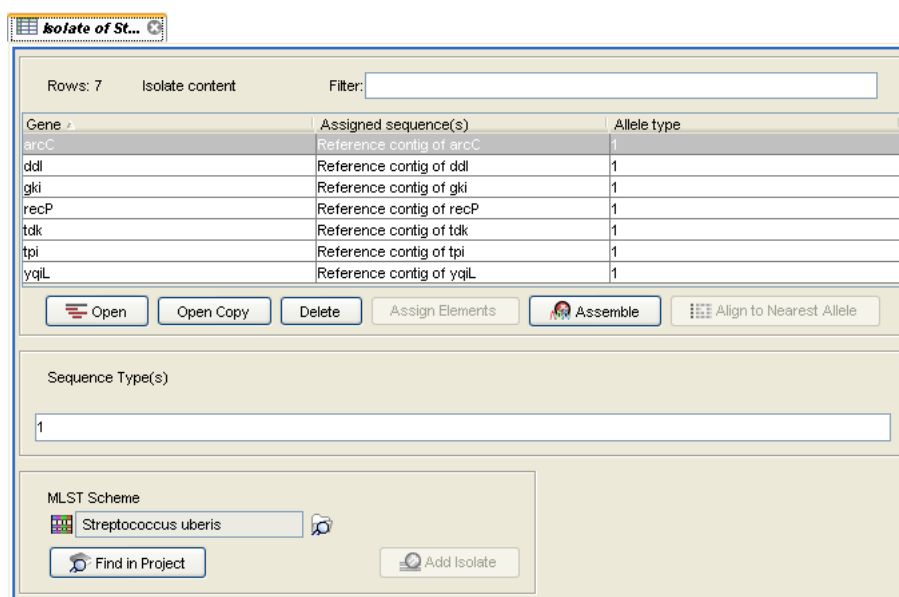 Isolate of St...
Rows: 7 Isolate content Filter:
Gene Assigned sequence(s) Allele type
arcC Reference contig of arcC 1
ddl Reference contig of ddl 1
gki Reference contig of gki 1
recP Reference contig of recP 1
tdk Reference contig of tdk 1
tpi Reference contig of tpi 1
yqiL Reference contig of yqiL 1
Open Open Copy Delete Assign Elements Assemble Align to Nearest Allele
Sequence Type(s)
1
MLST Scheme
Streptococcus uberis
Find in Project Add Isolate